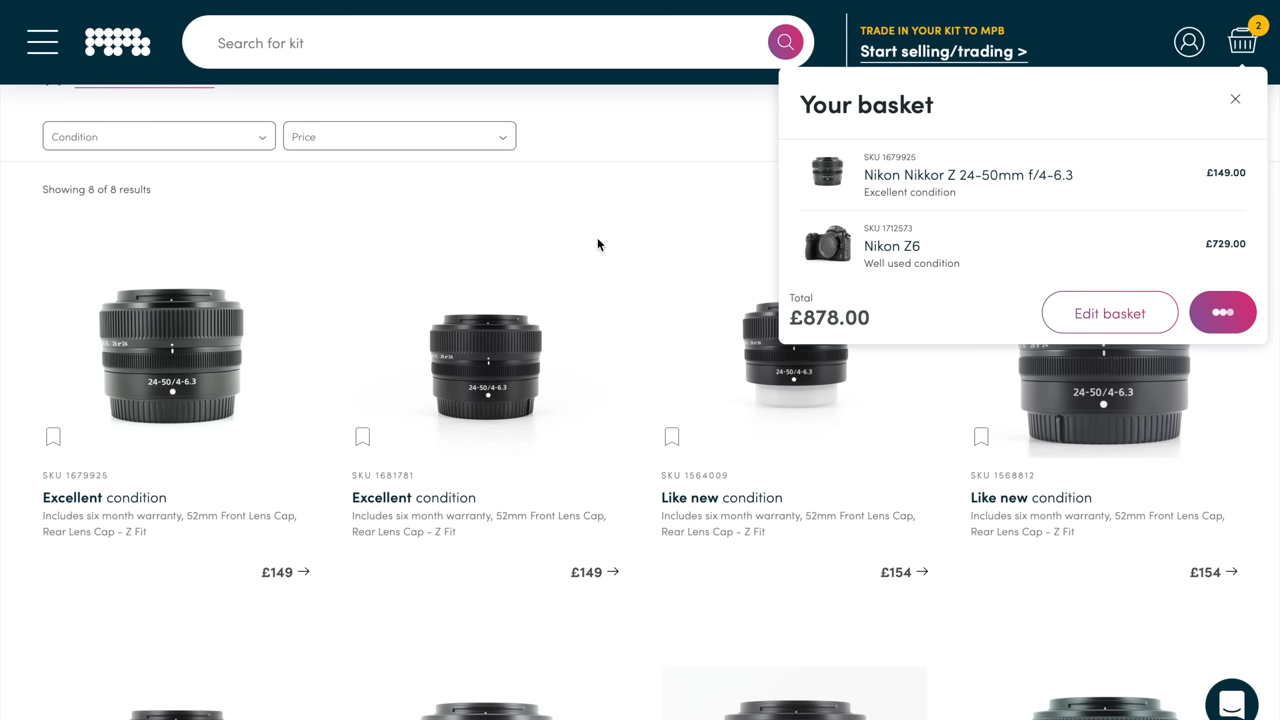 mpb
Search for kit
TRADE IN YOUR KIT TO MPB
Start selling/trading >
2
Your basket
SKU 1679925
Nikon Nikkor Z 24-50mm f/4-6.3
Excellent condition
£149.00
SKU 1712573
Nikon Z6
Well used condition
£729.00
Total
£878.00
Edit basket
Condition
Price
Showing 8 of 8 results
24-50/4-6.3
24-50/4-6.3
24-50/4-6.3
24-50/4-6.3
SKU 1679925
Excellent condition
Includes six month warranty, 52mm Front Lens Cap,
Rear Lens Cap - Z Fit
£149
SKU 1681781
Excellent condition
Includes six month warranty, 52mm Front Lens Cap,
Rear Lens Cap - Z Fit
£149
SKU 1564009
Like new condition
Includes six month warranty, 52mm Front Lens Cap,
Rear Lens Cap - Z Fit
£154
SKU 1568812
Like new condition
Includes six month warranty, 52mm Front Lens Cap,
Rear Lens Cap - Z Fit
£154